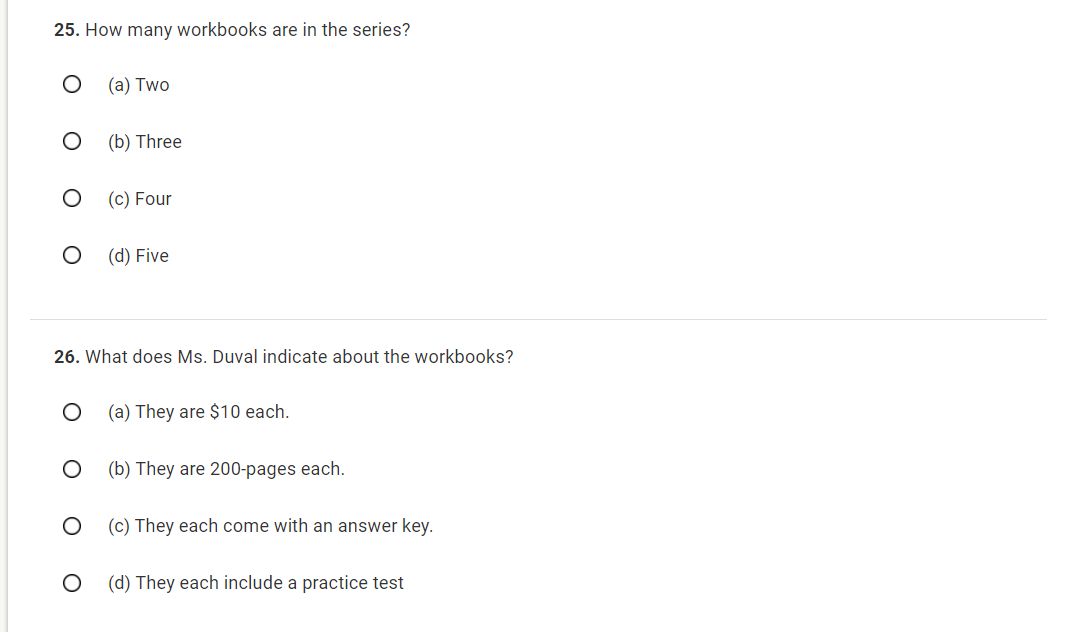 25. How many workbooks are in the series?
(a) Two
(b) Three
(c) Four
(d) Five
26. What does Ms. Duval indicate about the workbooks?
(a) They are $10 each.
(b) They are 200-pages each.
(c) They each come with an answer key.
(d) They each include a practice test